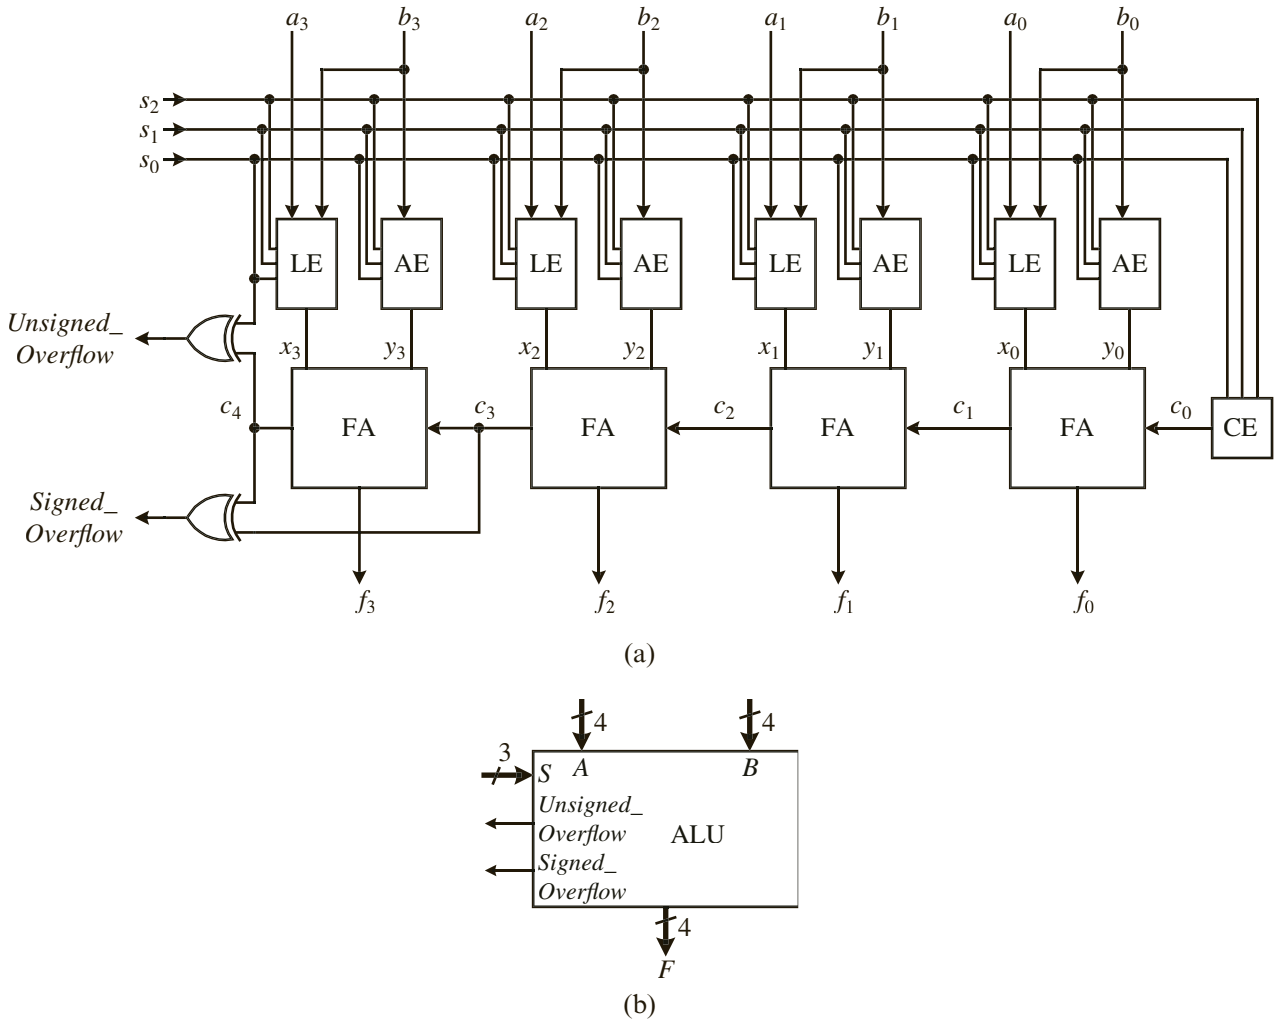 a3 b3 a2 b2 a1 b1 a0 b0
s2
s1
s0
LE AE LE AE LE AE LE AE
Unsigned_
Overflow
x3 y3 x2 y2 x1 y1 x0 y0
c4 FA c3 FA c2 FA c1 FA c0 CE
Signed_
Overflow
f3 f2 f1 f0
(a)
4 4
3
S A B
Unsigned_
Overflow
ALU
Signed_
Overflow
4
F
(b)